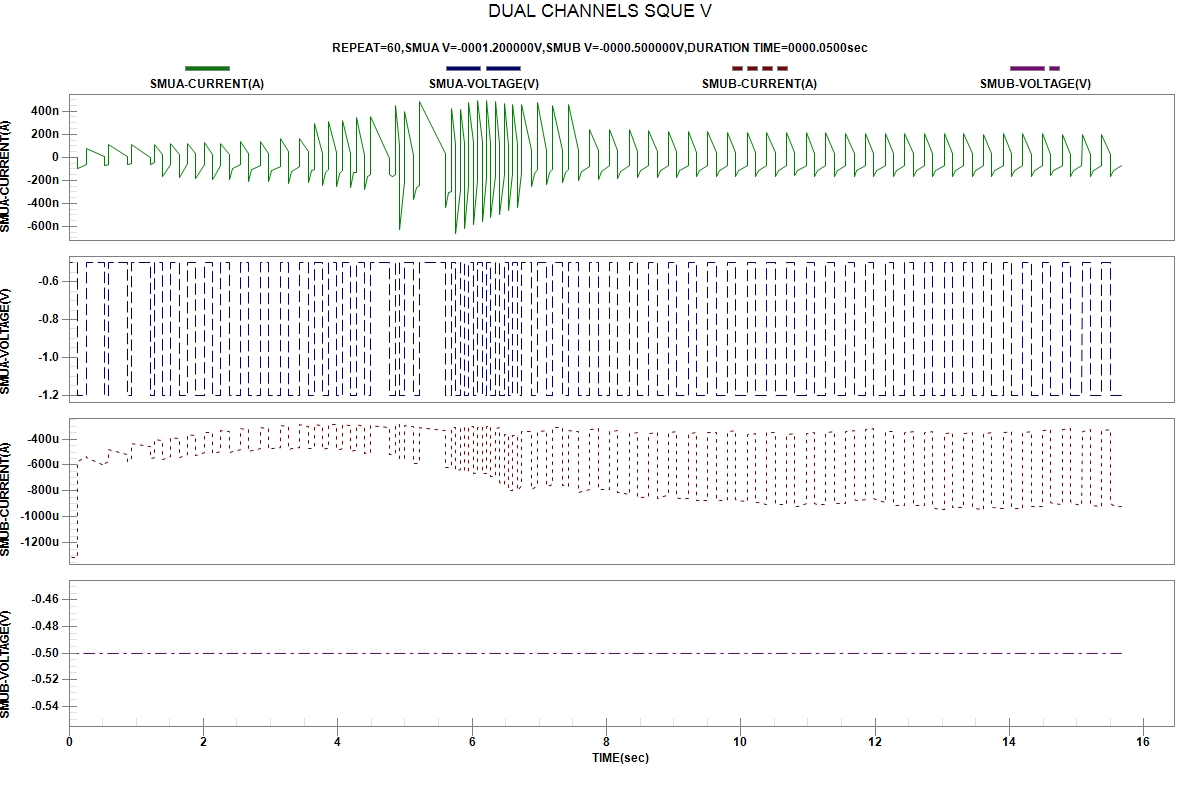 DUAL CHANNELS SQUE V
REPEAT=60,SMUA V=-0001.200000V,SMUB V=-0000.500000V,DURATION TIME=0000.0500sec
SMUA-CURRENT(A) SMUA-VOLTAGE(V) SMUB-CURRENT(A) SMUB-VOLTAGE(V)
SMUA-CURRENT(A)
400n
200n
0
-200n
-400n
-600n
SMUA-VOLTAGE(V)
-0.6
-0.8
-1.0
-1.2
SMUB-CURRENT(A)
-400u
-600u
-800u
-1000u
-1200u
SMUB-VOLTAGE(V)
-0.46
-0.48
-0.50
-0.52
-0.54
0 2 4 6 8 10 12 14 16
TIME(sec)